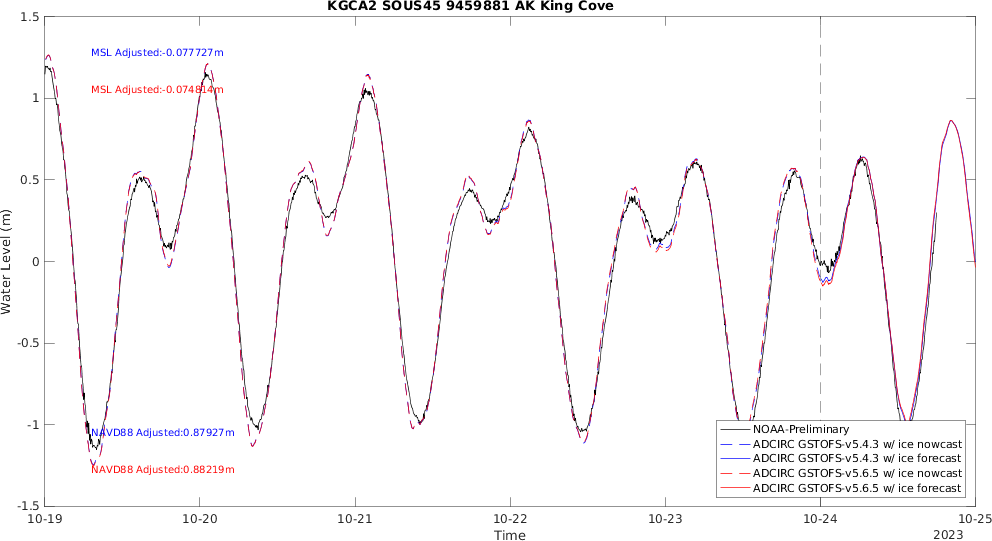 KGCA2 SOUS45 9459881 AK King Cove
1.5
MSL Adjusted:-0.077727m
1
MSL Adjusted:-0.074814m
0.5
Water Level (m)
0
-0.5
-1
NAVD88 Adjusted:0.87927m
NOAA-Preliminary
ADCIRC GSTOFS-v5.4.3 w/ ice nowcast
ADCIRC GSTOFS-v5.4.3 w/ ice forecast
NAVD88 Adjusted:0.88219m
ADCIRC GSTOFS-v5.6.5 w/ ice nowcast
ADCIRC GSTOFS-v5.6.5 w/ ice forecast
-1.5
10-19 10-20 10-21 10-22 10-23 10-24 10-25
Time
2023